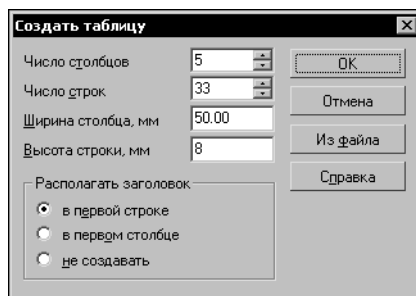 Создать таблицу
Число столбцов 5
OK
Число строк 33
Отмена
Ширина столбца, мм 50.00
Из файла
Высота строки, мм 8
Справка
Располагать заголовок
в первой строке
в первом столбце
не создавать